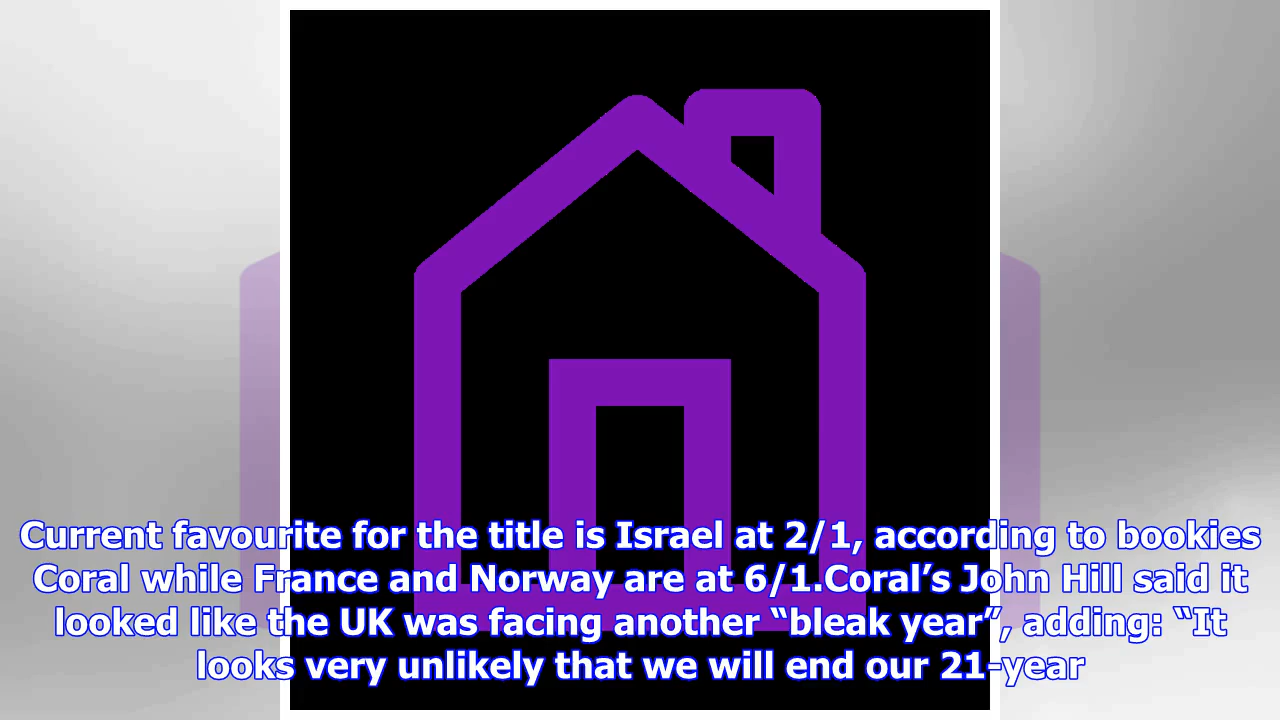 Current favourite for the title is Israel at 2/1, according to bookies
Coral while France and Norway are at 6/1.Coral’s John Hill said it
looked like the UK was facing another “bleak year”, adding: “It
looks very unlikely that we will end our 21-year